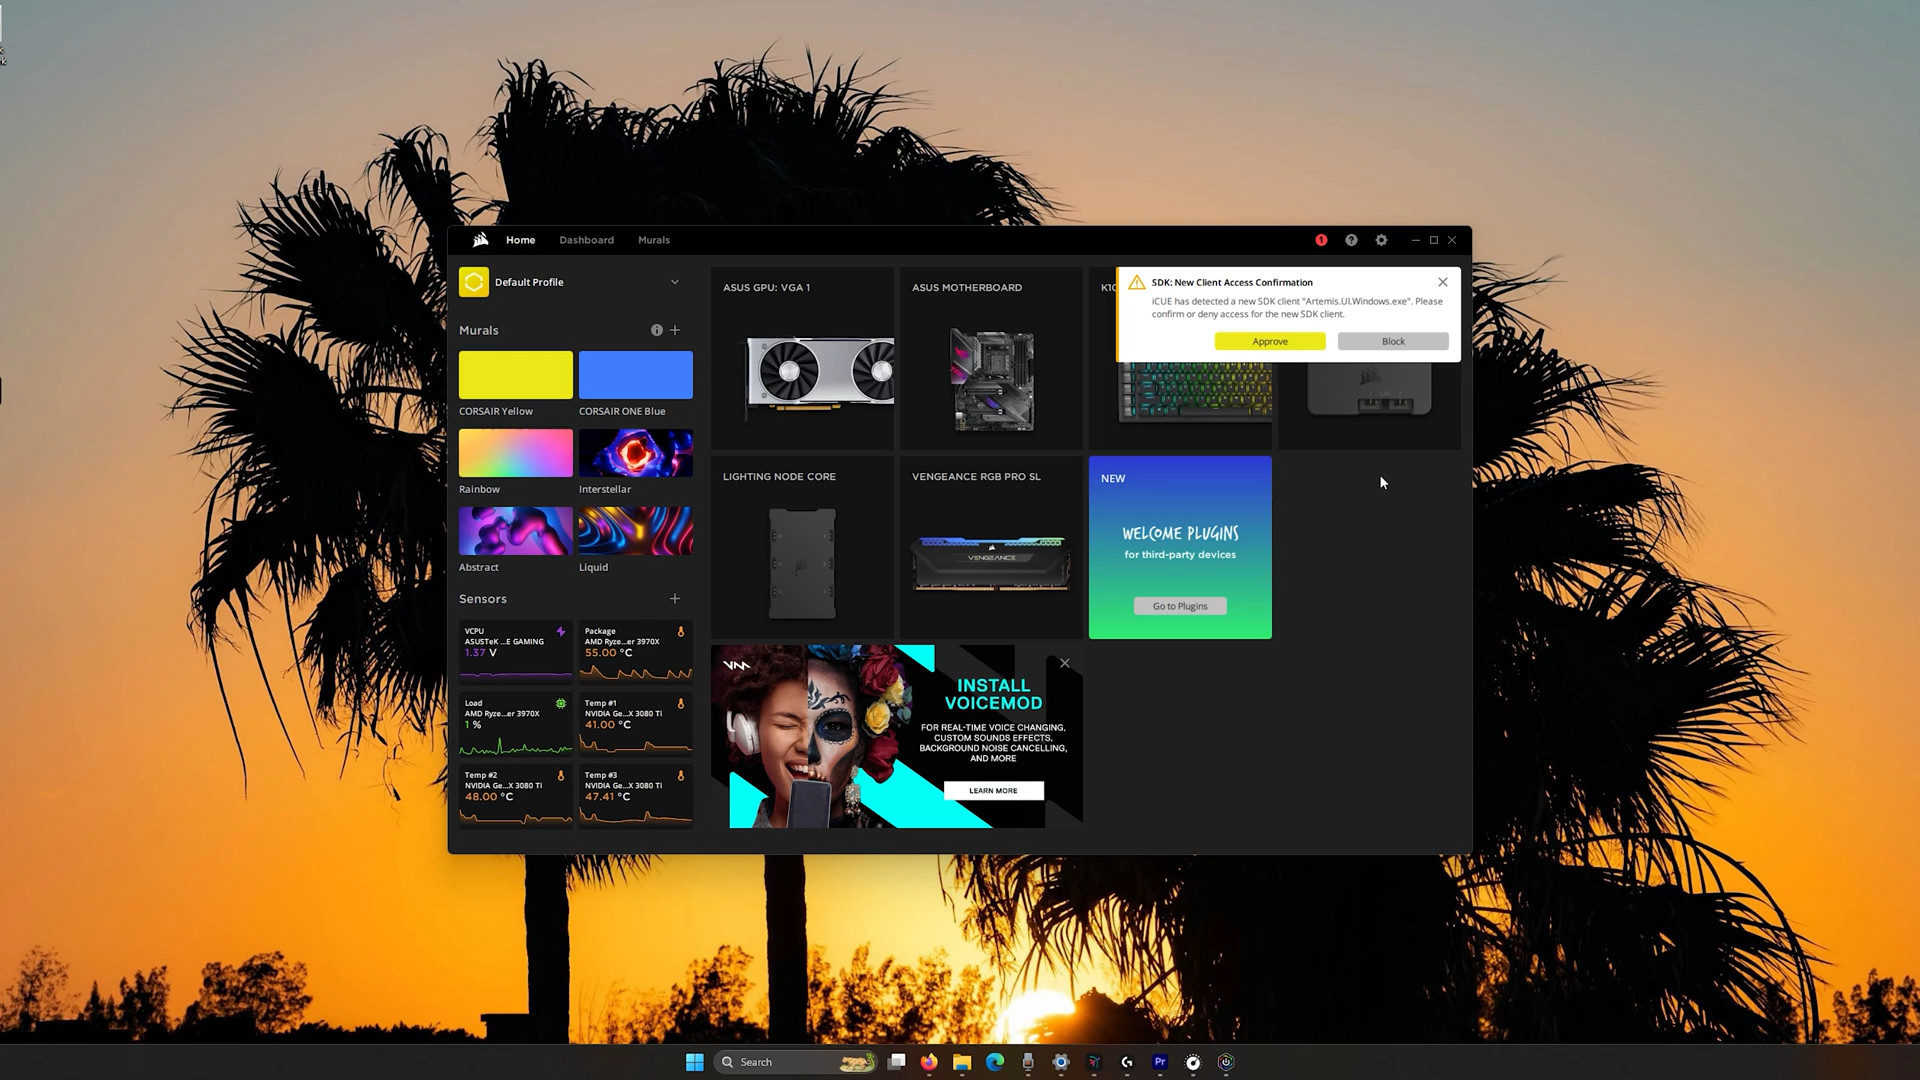 Home
Dashboard
Murals
1
?
Default Profile
Murals
CORSAIR Yellow
CORSAIR ONE Blue
Rainbow
Interstellar
Abstract
Liquid
Sensors
VCPU
ASUSTeK ...E GAMING
1.37 V
Package
AMD Ryze...er 3970X
55.00 °C
Load
AMD Ryze...er 3970X
1 %
Temp #1
NVIDIA Ge...X 3080 Ti
41.00 °C
Temp #2
NVIDIA Ge...X 3080 Ti
48.00 °C
Temp #3
NVIDIA Ge...X 3080 Ti
47.41 °C
ASUS GPU: VGA 1
ASUS MOTHERBOARD
SDK: New Client Access Confirmation
iCUE has detected a new SDK client "Artemis.UI.Windows.exe". Please
confirm or deny access for the new SDK client.
Approve
Block
LIGHTING NODE CORE
VENGEANCE RGB PRO SL
VENGEANCE
NEW
WELCOME PLUGINS
for third-party devices
Go to Plugins
INSTALL
VOICEMOD
FOR REAL-TIME VOICE CHANGING,
CUSTOM SOUNDS EFFECTS,
BACKGROUND NOISE CANCELLING,
AND MORE
LEARN MORE
Search
Pr